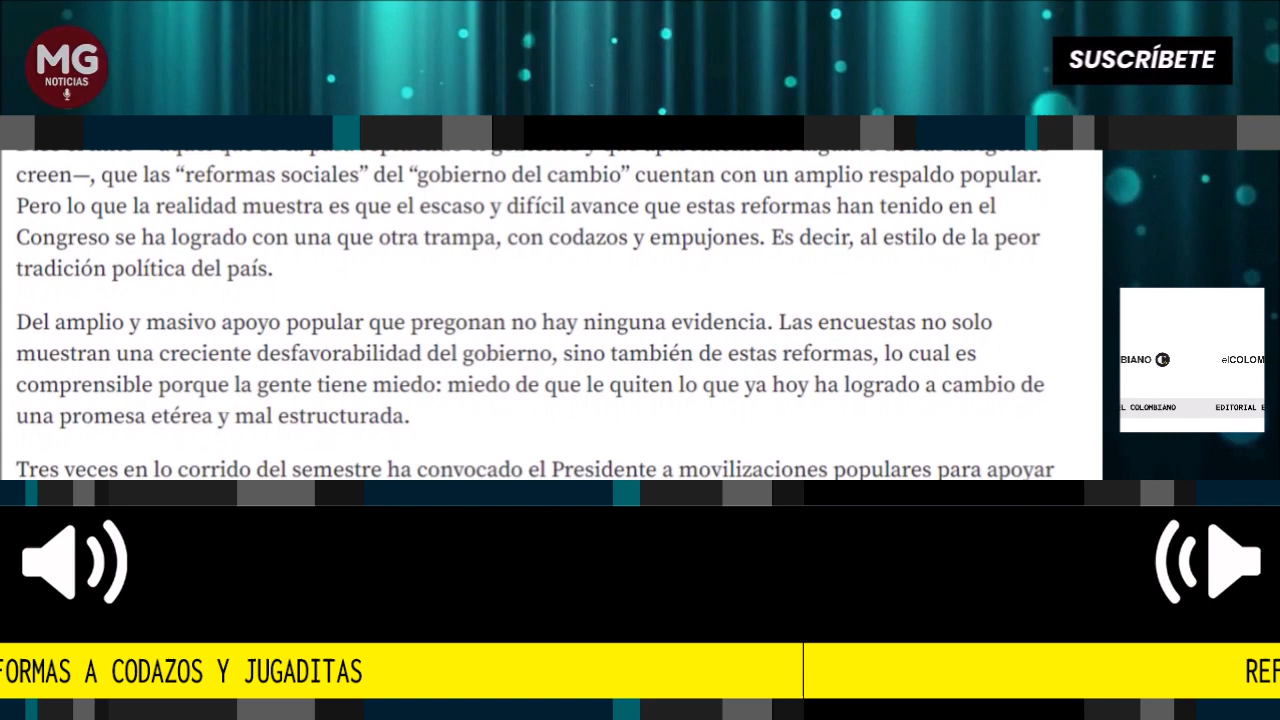 MG
NOTICIAS
SUSCRÍBETE
creen—, que las “reformas sociales” del “gobierno del cambio” cuentan con un amplio respaldo popular.
Pero lo que la realidad muestra es que el escaso y difícil avance que estas reformas han tenido en el
Congreso se ha logrado con una que otra trampa, con codazos y empujones. Es decir, al estilo de la peor
tradición política del país.
Del amplio y masivo apoyo popular que pregonan no hay ninguna evidencia. Las encuestas no solo
muestran una creciente desfavorabilidad del gobierno, sino también de estas reformas, lo cual es
comprensible porque la gente tiene miedo: miedo de que le quiten lo que ya hoy ha logrado a cambio de
una promesa etérea y mal estructurada.
Tres veces en lo corrido del semestre ha convocado el Presidente a movilizaciones populares para apoyar
BIANO C elCOLOM
L COLOMBIANO EDITORIAL E
FORMAS A CODAZOS Y JUGADITAS
REF